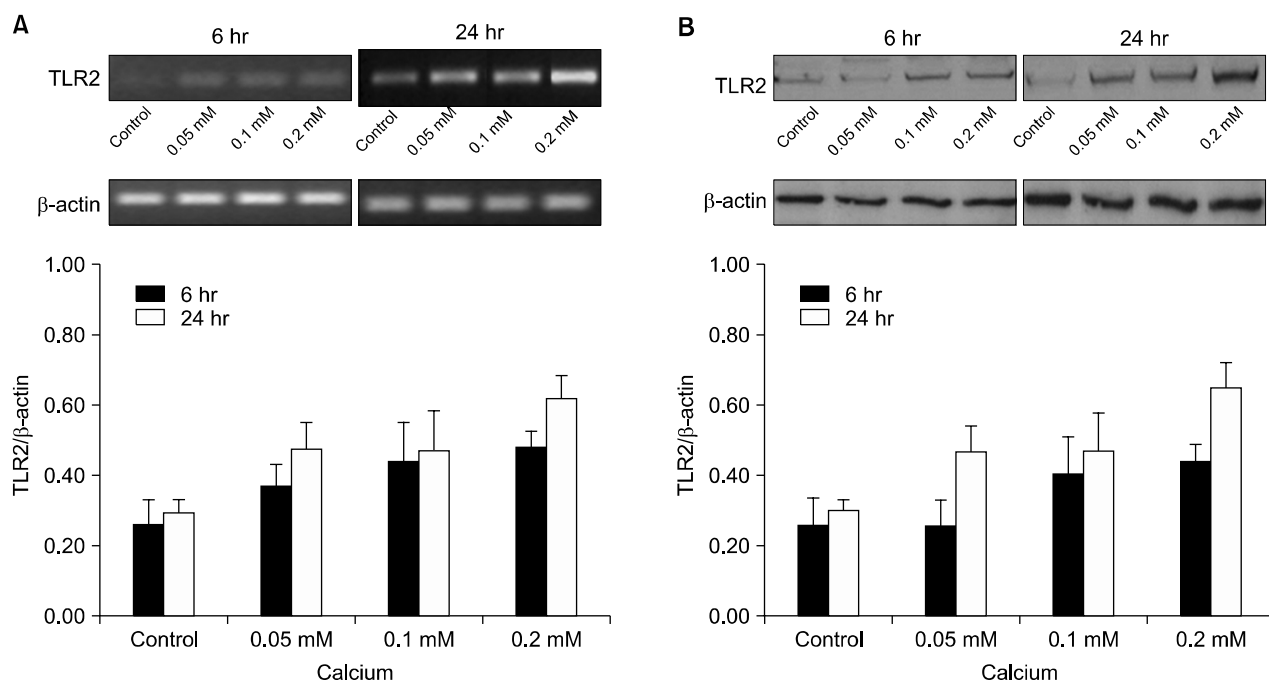 A
6 hr 24 hr
TLR2
Control 0.05 mM 0.1 mM 0.2 mM Control 0.05 mM 0.1 mM 0.2 mM
β-actin
1.00
0.80
0.60
0.40
0.20
0.00
TLR2/β-actin
6 hr
24 hr
Control 0.05 mM 0.1 mM 0.2 mM
Calcium
B
6 hr 24 hr
TLR2
Control 0.05 mM 0.1 mM 0.2 mM Control 0.05 mM 0.1 mM 0.2 mM
β-actin
1.00
0.80
0.60
0.40
0.20
0.00
TLR2/β-actin
6 hr
24 hr
Control 0.05 mM 0.1 mM 0.2 mM
Calcium